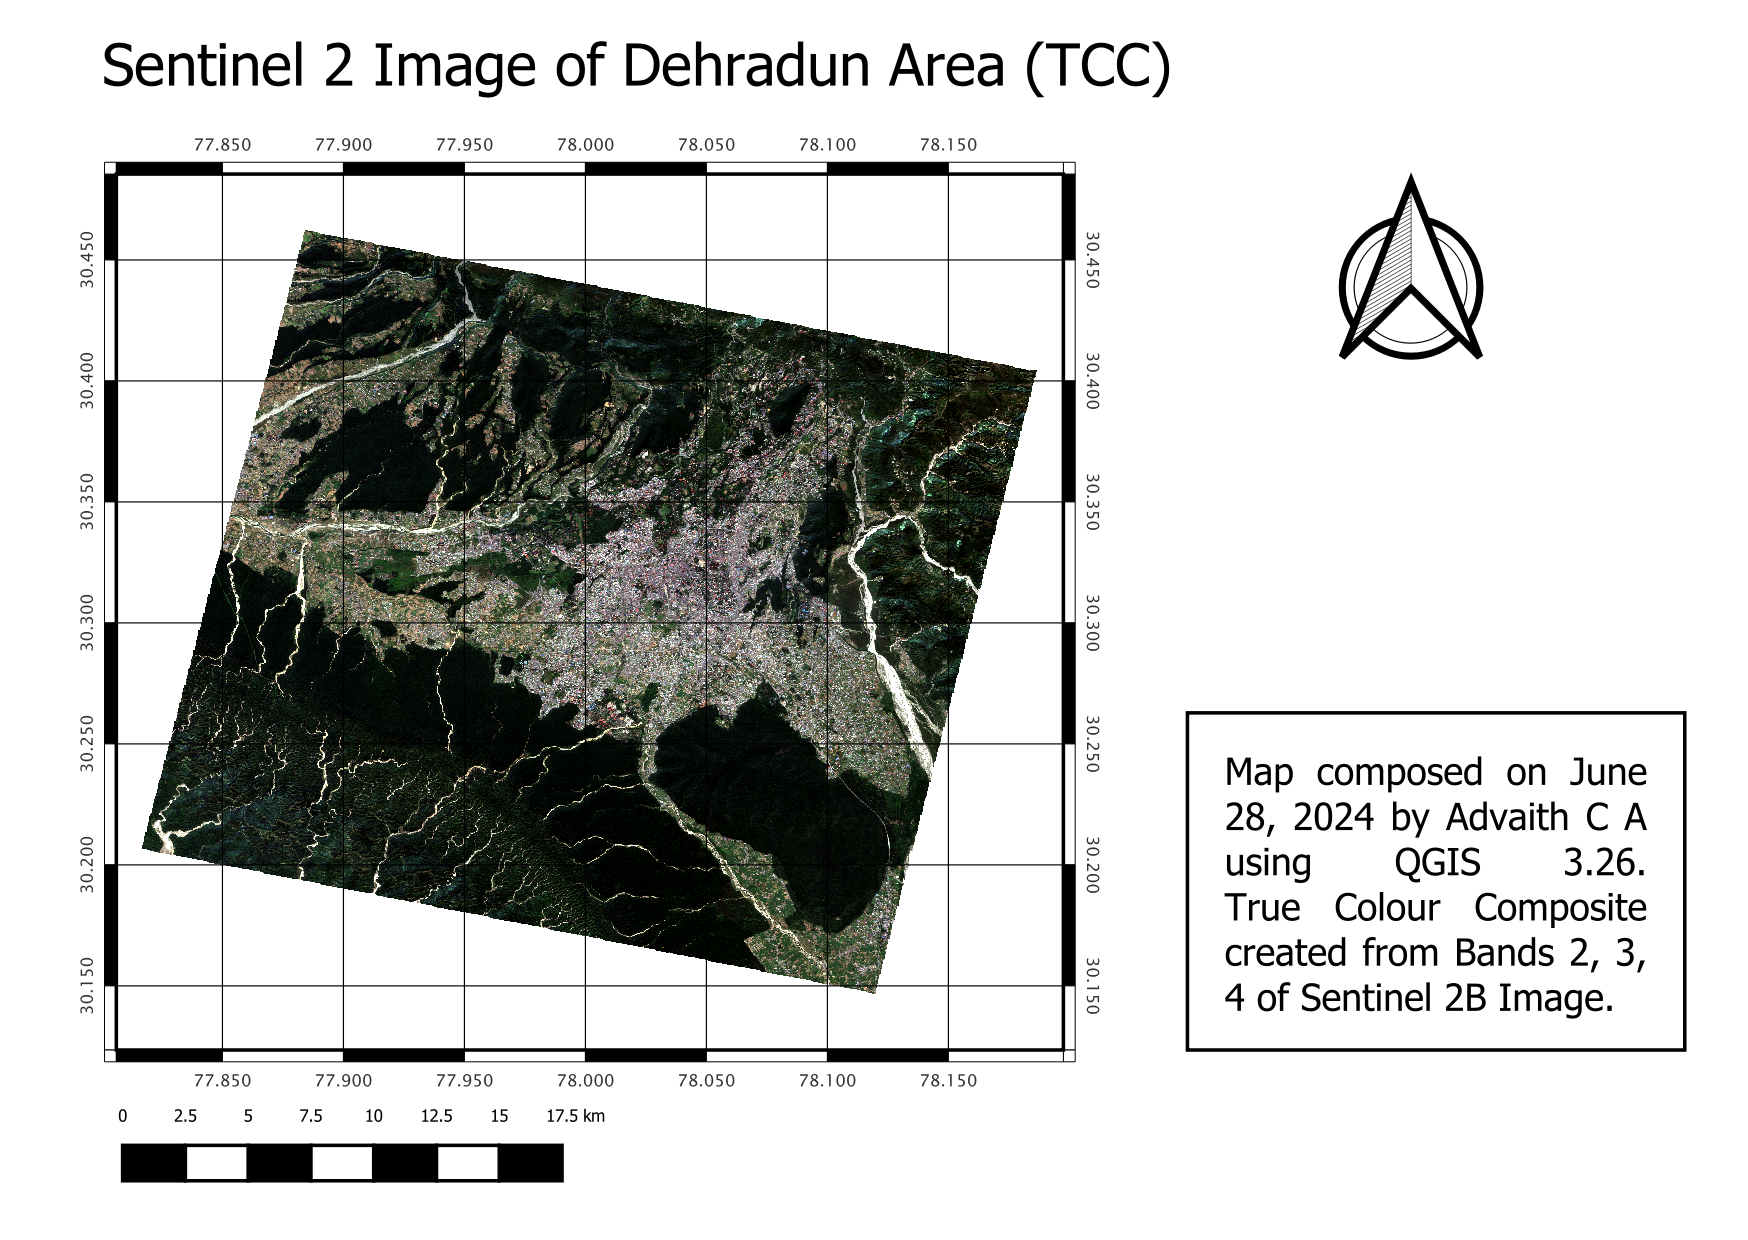 Sentinel 2 Image of Dehradun Area (TCC)
77.850 77.900 77.950 78.000 78.050 78.100 78.150
30.450 30.450
30.400 30.400
30.350 30.350
30.300 30.300
30.250 30.250
30.200 30.200
30.150 30.150
77.850 77.900 77.950 78.000 78.050 78.100 78.150
0 2.5 5 7.5 10 12.5 15 17.5 km
Map composed on June
28, 2024 by Advaith C A
using QGIS 3.26.
True Colour Composite
created from Bands 2, 3,
4 of Sentinel 2B Image.